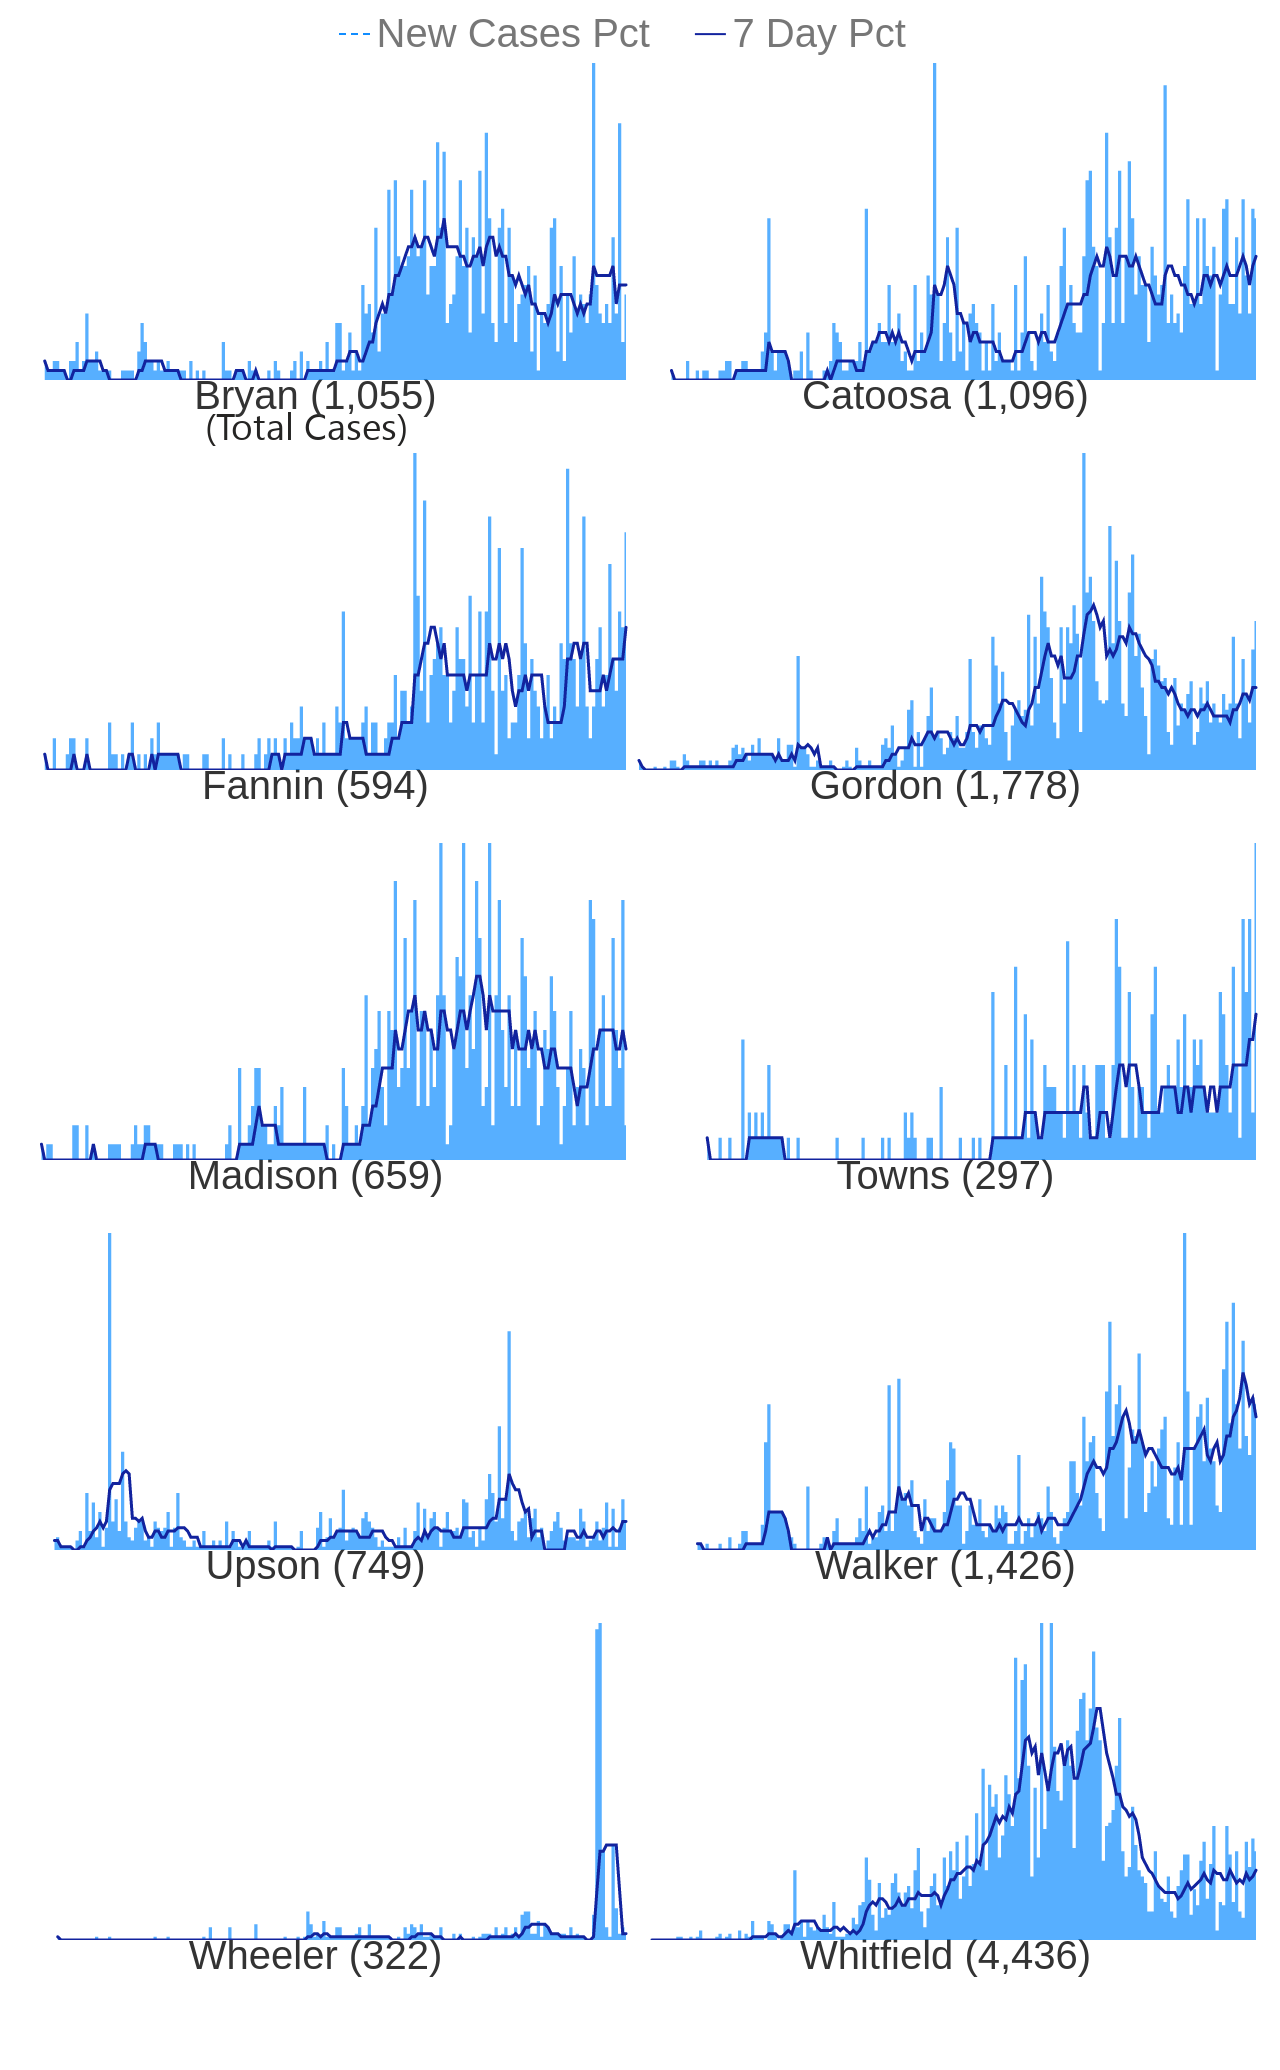 New Cases Pct 7 Day Pct
Bryan (1,055) Catoosa (1,096)
(Total Cases)
Fannin (594) Gordon (1,778)
Madison (659) Towns (297)
Upson (749) Walker (1,426)
Wheeler (322) Whitfield (4,436)